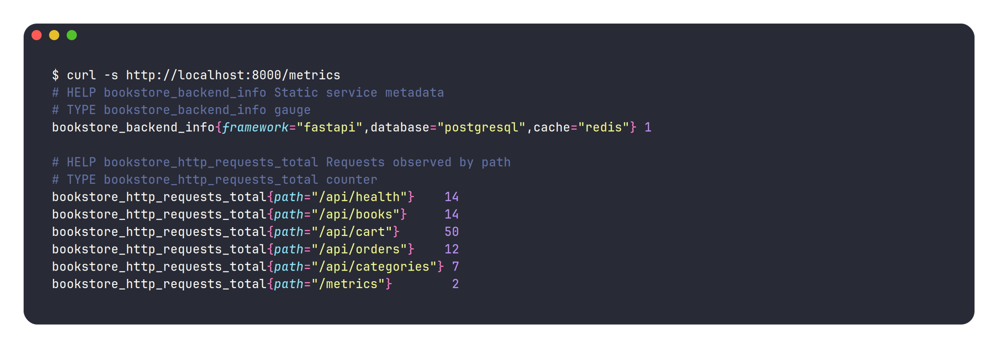 $ curl -s http://localhost:8000/metrics
# HELP bookstore_backend_info Static service metadata
# TYPE bookstore_backend_info gauge
bookstore_backend_info{framework="fastapi",database="postgresql",cache="redis"} 1

# HELP bookstore_http_requests_total Requests observed by path
# TYPE bookstore_http_requests_total counter
bookstore_http_requests_total{path="/api/health"}    14
bookstore_http_requests_total{path="/api/books"}     14
bookstore_http_requests_total{path="/api/cart"}      50
bookstore_http_requests_total{path="/api/orders"}    12
bookstore_http_requests_total{path="/api/categories"} 7
bookstore_http_requests_total{path="/metrics"}        2